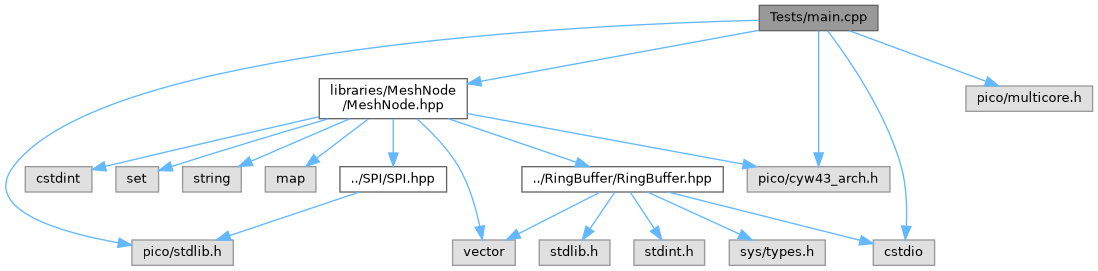 Tests/main.cpp
libraries/MeshNode
/MeshNode.hpp
pico/multicore.h
cstdint
set
string
map
../SPI/SPI.hpp
../RingBuffer/RingBuffer.hpp
pico/cyw43_arch.h
pico/stdlib.h
vector
stdlib.h
stdint.h
sys/types.h
cstdio